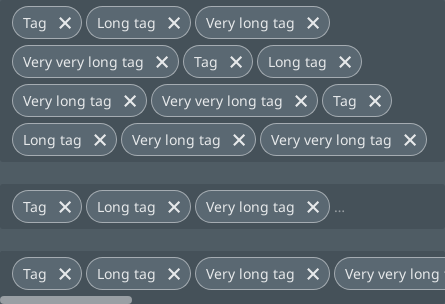 Tag Long tag Very long tag
Very very long tag Tag Long tag
Very long tag Very very long tag Tag
Long tag Very long tag Very very long tag
Tag Long tag Very long tag ...
Tag Long tag Very long tag Very very long